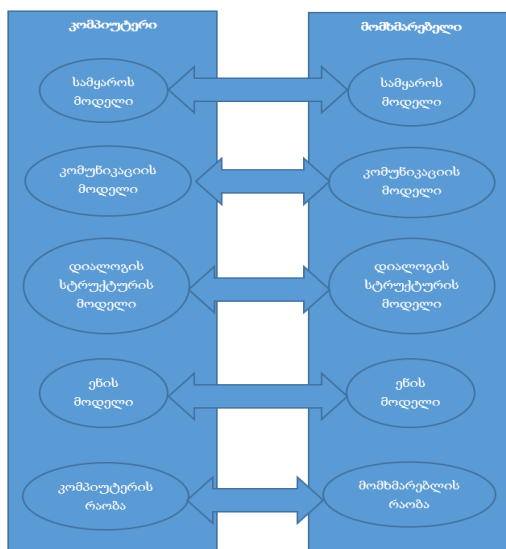 კომპიუტერი
სამყაროს
მოდელი
კომუნიკაციის
მოდელი
დიალოგის
სტრუქტურის
მოდელი
ენის
მოდელი
კომპიუტერის
რაობა
მომხმარებელი
სამყაროს
მოდელი
კომუნიკაციის
მოდელი
დიალოგის
სტრუქტურის
მოდელი
ენის
მოდელი
მომხმარებლის
რაობა